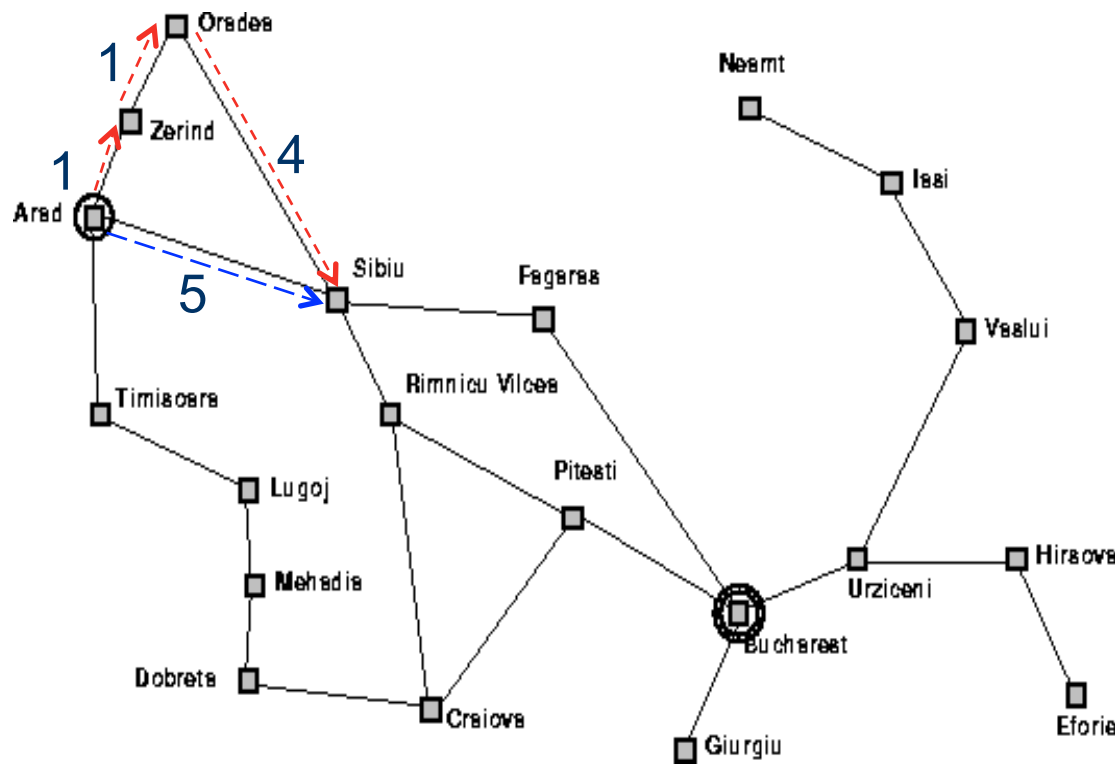 Oradea
Neamt
1
Zerind
4
Iasi
1
Arad
Sibiu
Fagaras
5
Vaslui
Rimnicu Vilcea
Timisoara
Pitesti
Lugoj
Hirsova
Mehadia
Urziceni
Bucharest
Dobreta
Craiova
Eforie
Giurgiu